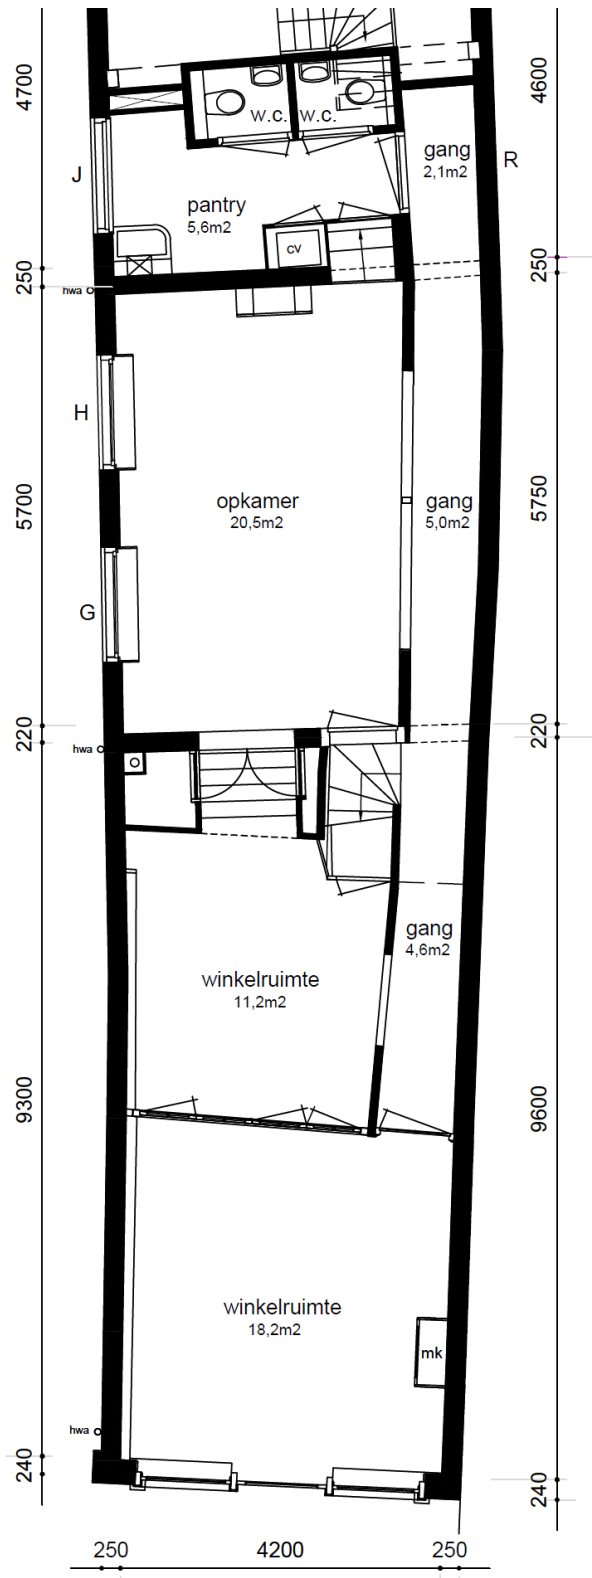 4700
4600
w.c.
w.c.
gang
2,1m2
R
J
pantry
5,6m2
cv
250
250
hwa
H
5700
opkamer
20,5m2
gang
5,0m2
5750
G
220
hwa
220
gang
4,6m2
winkelruimte
11,2m2
9300
9600
winkelruimte
18,2m2
mk
hwa
240
240
250 4200 250